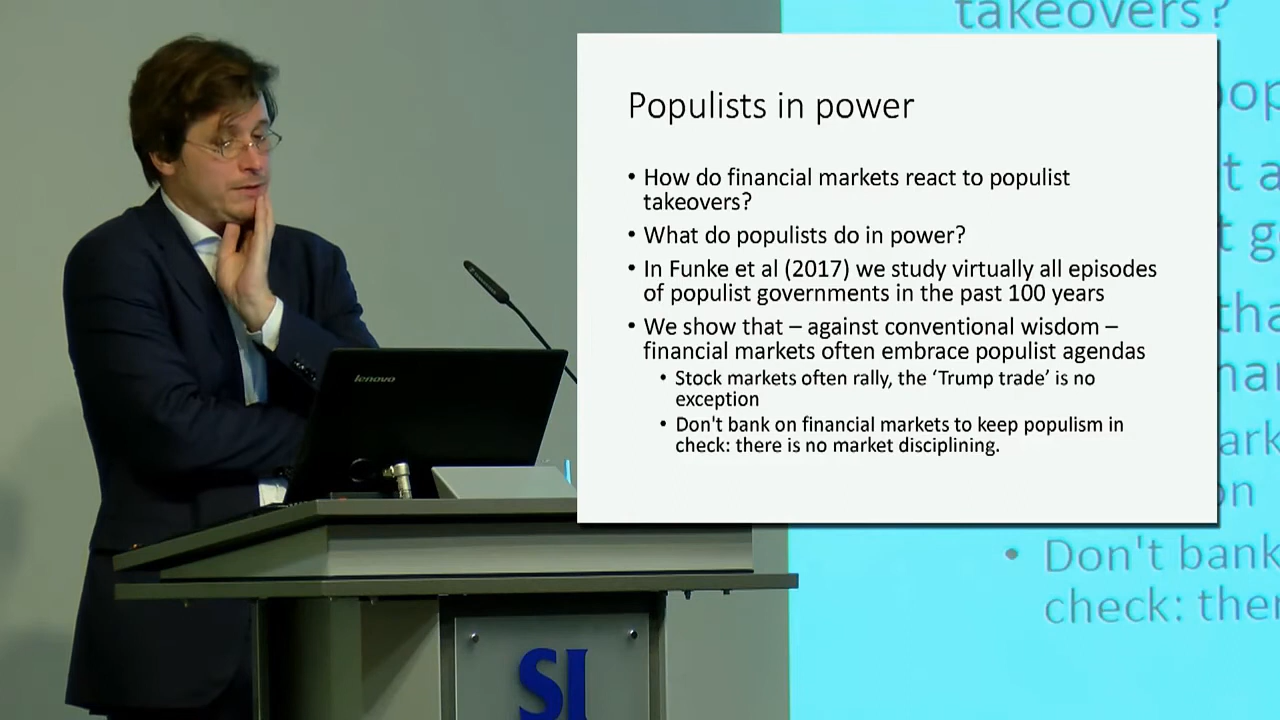 Populists in power
• How do financial markets react to populist
takeovers?
• What do populists do in power?
• In Funke et al (2017) we study virtually all episodes
of populist governments in the past 100 years
• We show that – against conventional wisdom –
financial markets often embrace populist agendas
• Stock markets often rally, the ‘Trump trade’ is no
exception
• Don't bank on financial markets to keep populism in
check: there is no market disciplining.
takeovers?
• Don't bank
check: ther
lenovo
SI